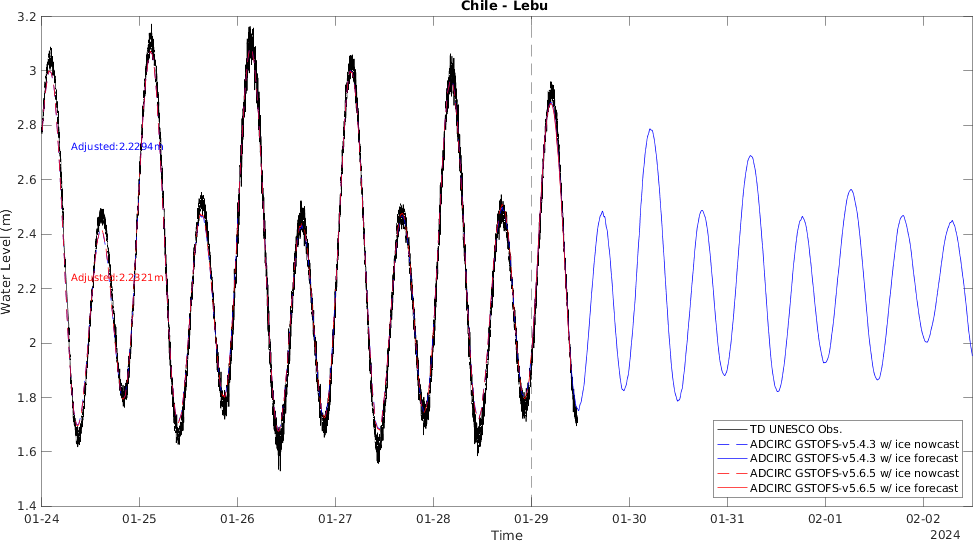 Chile - Lebu
3.2
3
2.8
2.6
2.4
2.2
2
1.8
1.6
1.4
Water Level (m)
Adjusted:2.2294m
Adjusted:2.2321m
TD UNESCO Obs.
ADCIRC GSTOFS-v5.4.3 w/ ice nowcast
ADCIRC GSTOFS-v5.4.3 w/ ice forecast
ADCIRC GSTOFS-v5.6.5 w/ ice nowcast
ADCIRC GSTOFS-v5.6.5 w/ ice forecast
01-24 01-25 01-26 01-27 01-28 01-29 01-30 01-31 02-01 02-02
Time
2024